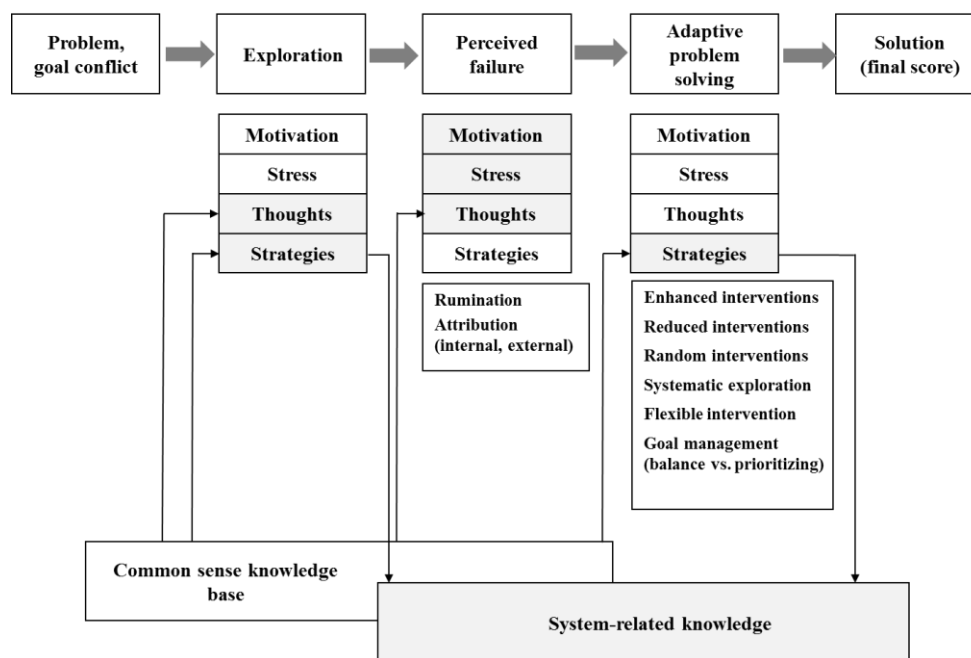 Problem,
goal conflict
Exploration
Perceived
failure
Adaptive
problem
solving
Solution
(final score)
Motivation
Stress
Thoughts
Strategies
Motivation
Stress
Thoughts
Strategies
Rumination
Attribution
(internal, external)
Motivation
Stress
Thoughts
Strategies
Enhanced interventions
Reduced interventions
Random interventions
Systematic exploration
Flexible intervention
Goal management
(balance vs. prioritizing)
Common sense knowledge
base
System-related knowledge